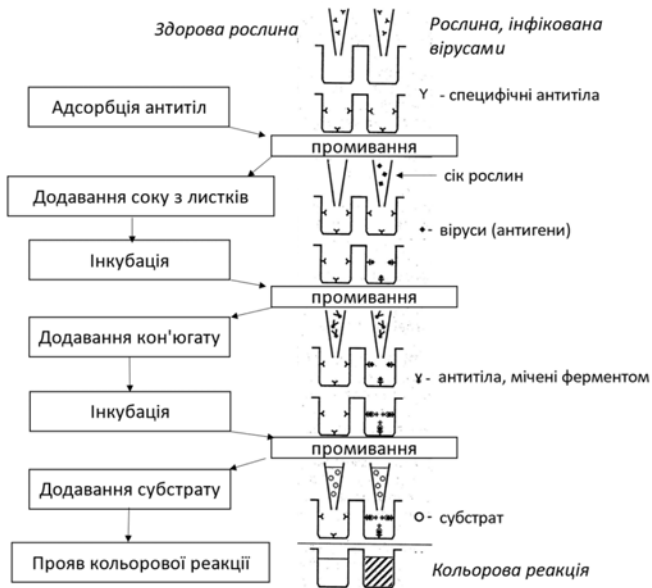 Здорова рослина
Рослина, інфікована
вірусами
Адсорбція антитіл
Y - специфічні антитіла
промивання
сік рослин
Додавання соку з листків
- віруси (антигени)
Інкубація
промивання
Додавання кон'югату
- антитіла, мічені ферментом
Інкубація
промивання
Додавання субстрату
- субстрат
Прояв кольорової реакції
Кольорова реакція